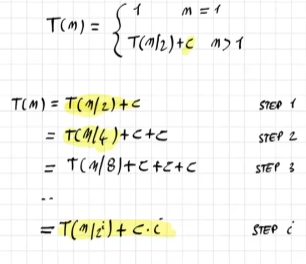 T(n) = { 1 n = 1
T(n/2)+c n>1
T(n) = T(n/2)+c STEP 1
= T(n/4)+c+c STEP 2
= T(n/8)+c+c+c STEP 3
..
= T(n/2^i)+c·i STEP i